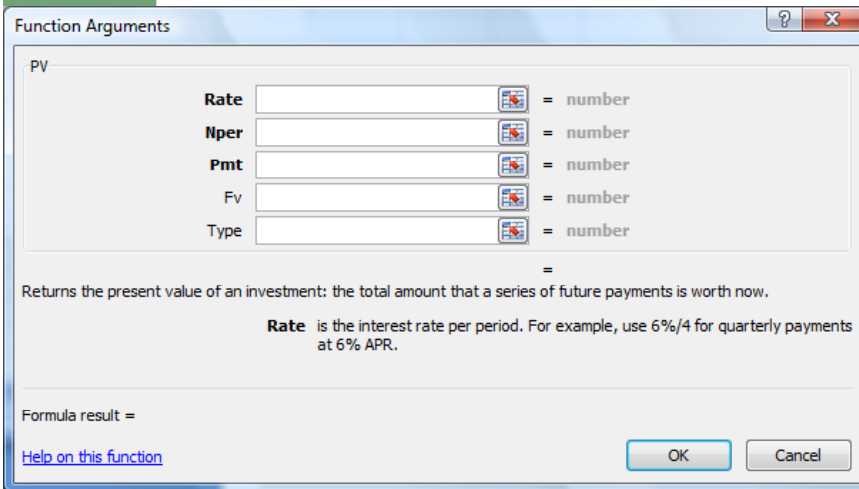 Function Arguments ? X
PV
Rate = number
Nper = number
Pmt = number
Fv = number
Type = number
=
Returns the present value of an investment: the total amount that a series of future payments is worth now.
Rate is the interest rate per period. For example, use 6%/4 for quarterly payments
at 6% APR.
Formula result =
Help on this function OK Cancel